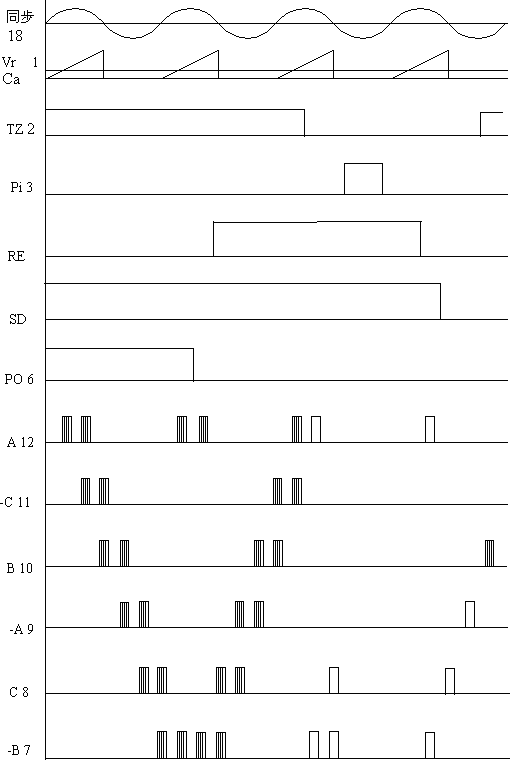 同步
18
Vr 1
Ca
TZ 2
Pi 3
RE
SD
PO 6
A 12
-C 11
B 10
-A 9
C 8
-B 7